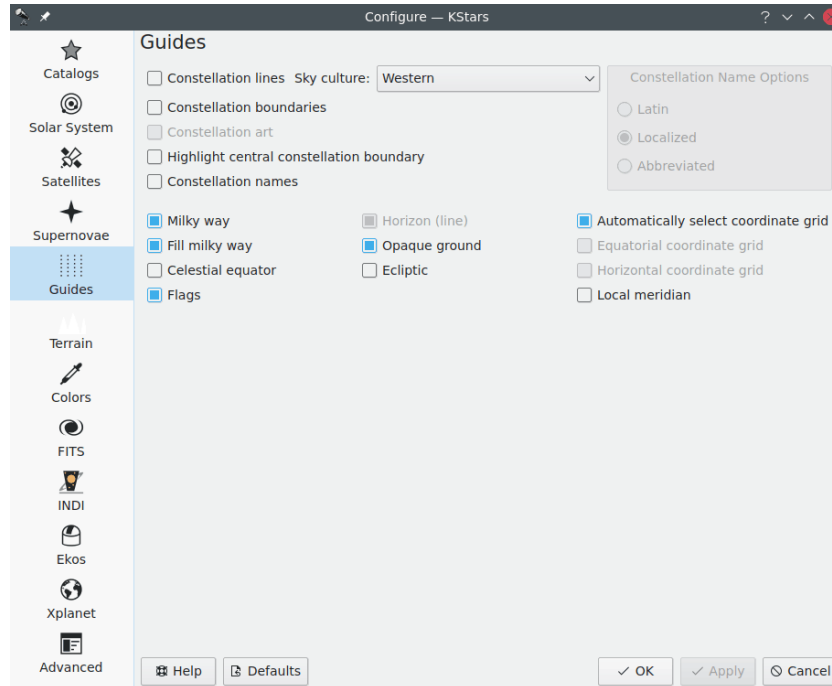 Configure — KStars
Catalogs
Solar System
Satellites
Supernovae
Guides
Terrain
Colors
FITS
INDI
Ekos
Xplanet
Advanced
Guides
Constellation lines Sky culture: Western
Constellation boundaries
Constellation art
Highlight central constellation boundary
Constellation names
Constellation Name Options
Latin
Localized
Abbreviated
Milky way
Fill milky way
Celestial equator
Flags
Horizon (line)
Opaque ground
Ecliptic
Automatically select coordinate grid
Equatorial coordinate grid
Horizontal coordinate grid
Local meridian
Help Defaults OK Apply Cancel